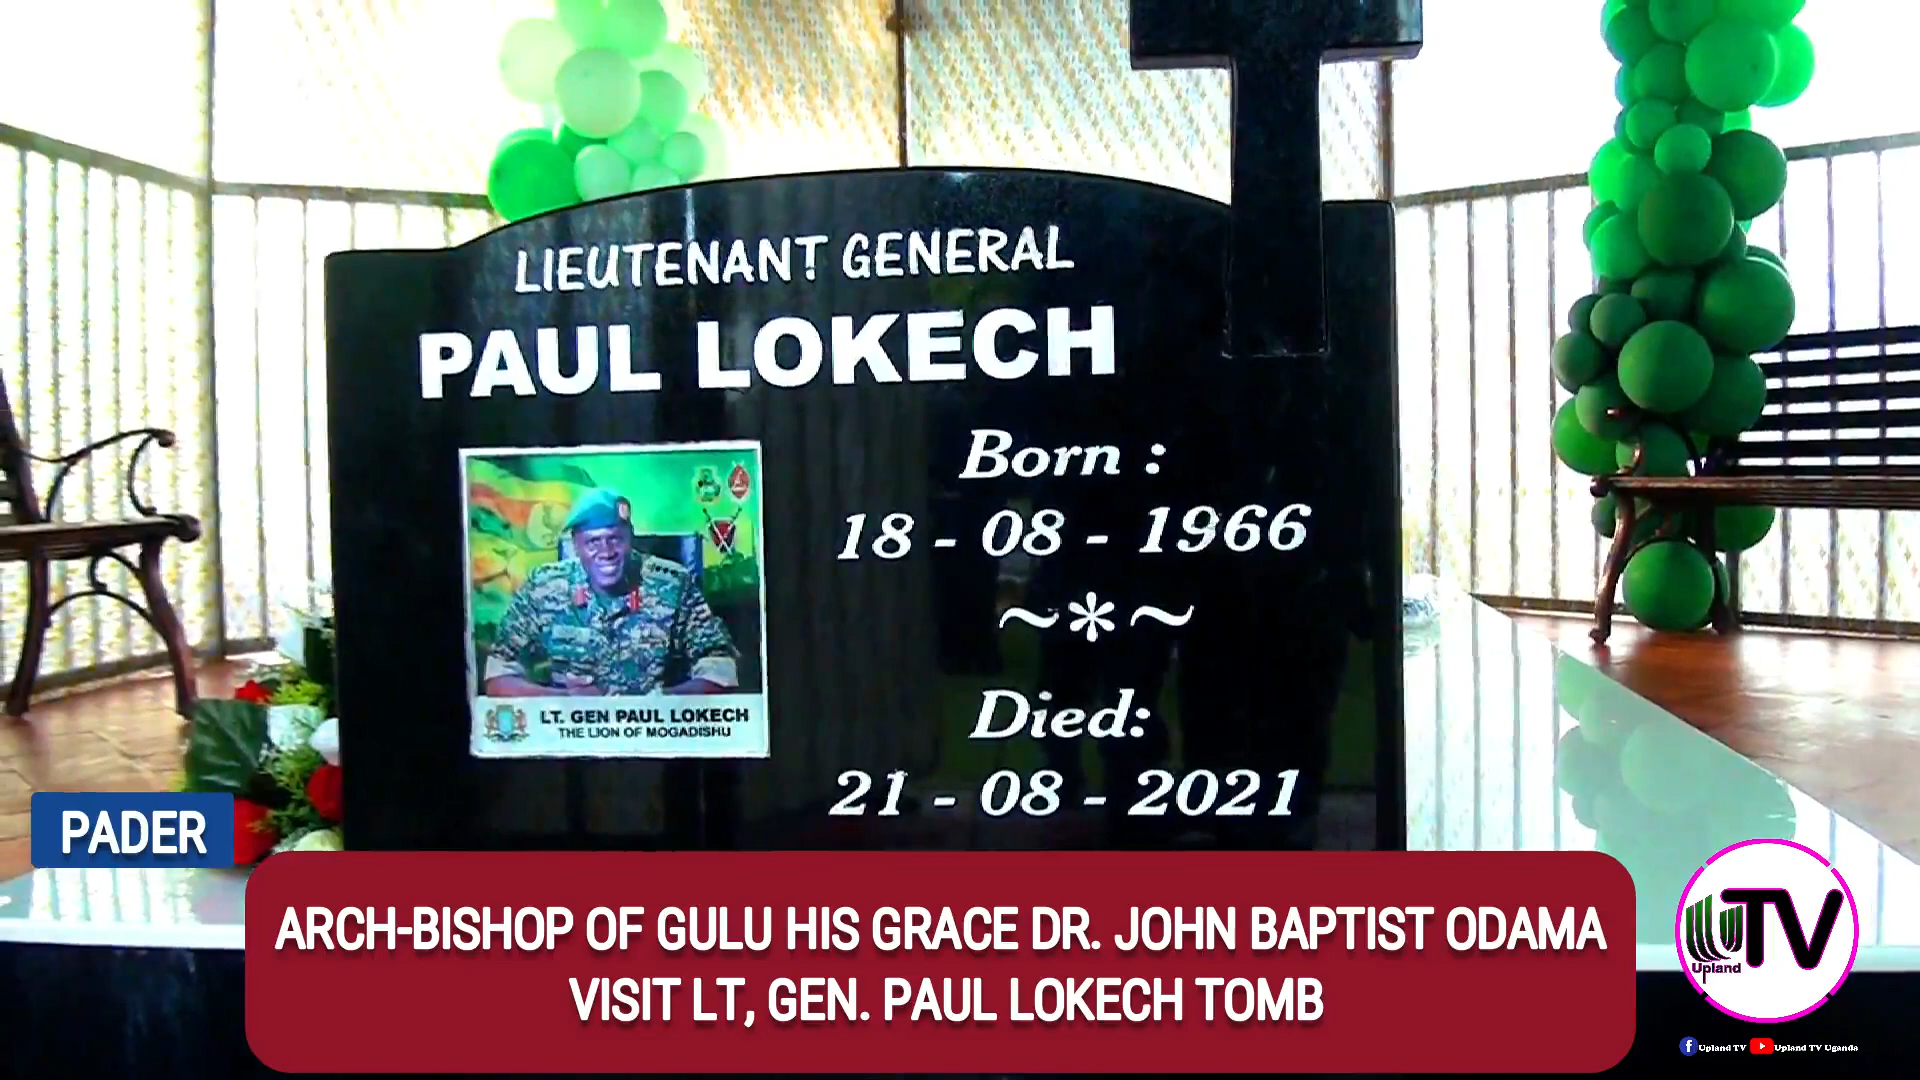 LIEUTENANT GENERAL
PAUL LOKECH
Born :
18 - 08 - 1966
~*~
Died:
21 - 08 - 2021
LT. GEN PAUL LOKECH
THE LION OF MOGADISHU
PADER
ARCH-BISHOP OF GULU HIS GRACE DR. JOHN BAPTIST ODAMA
VISIT LT, GEN. PAUL LOKECH TOMB
UTV
Upland
Upland TV Upland TV Uganda